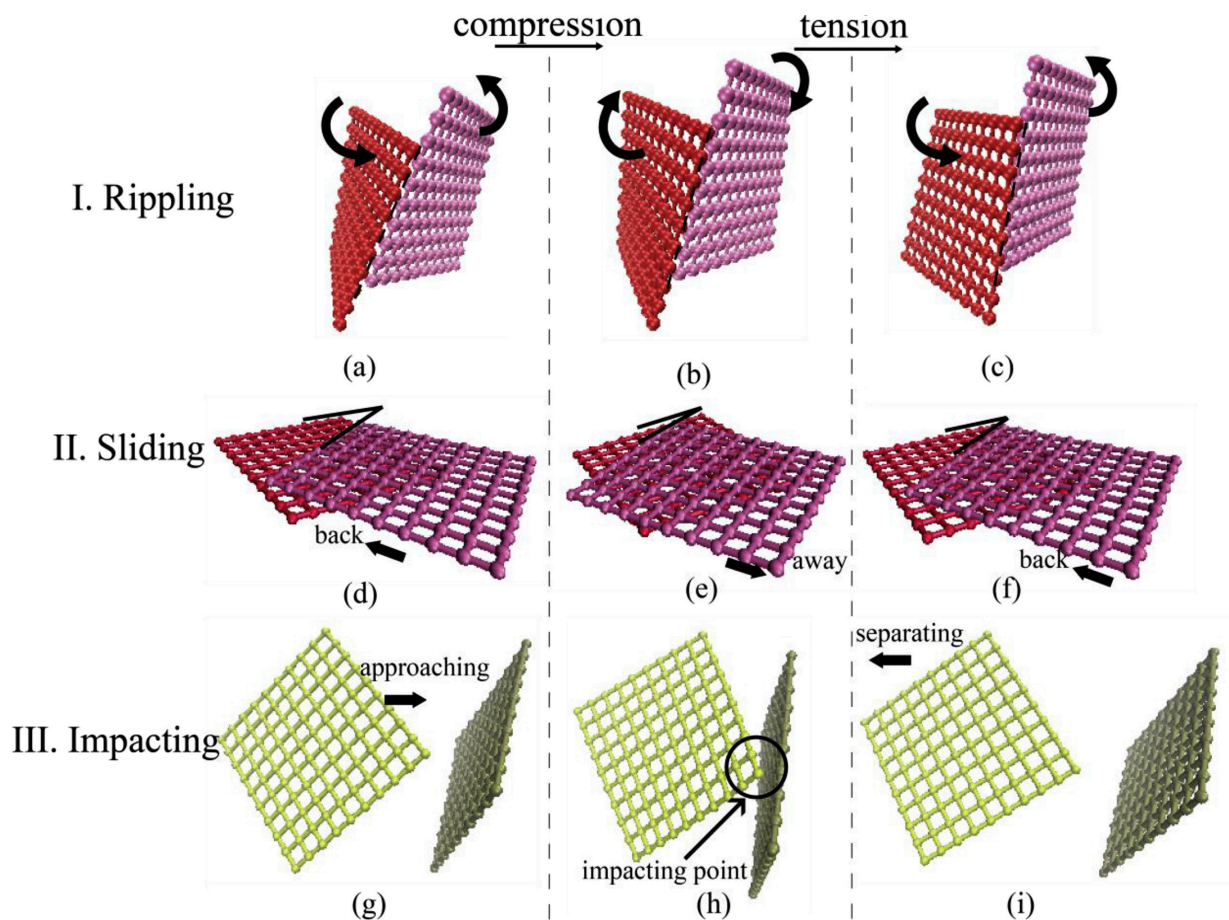 compression
tension
I. Rippling
(a)
(b)
(c)
II. Sliding
back
away
back
(d)
(e)
(f)
approaching
separating
III. Impacting
impacting point
(g)
(h)
(i)